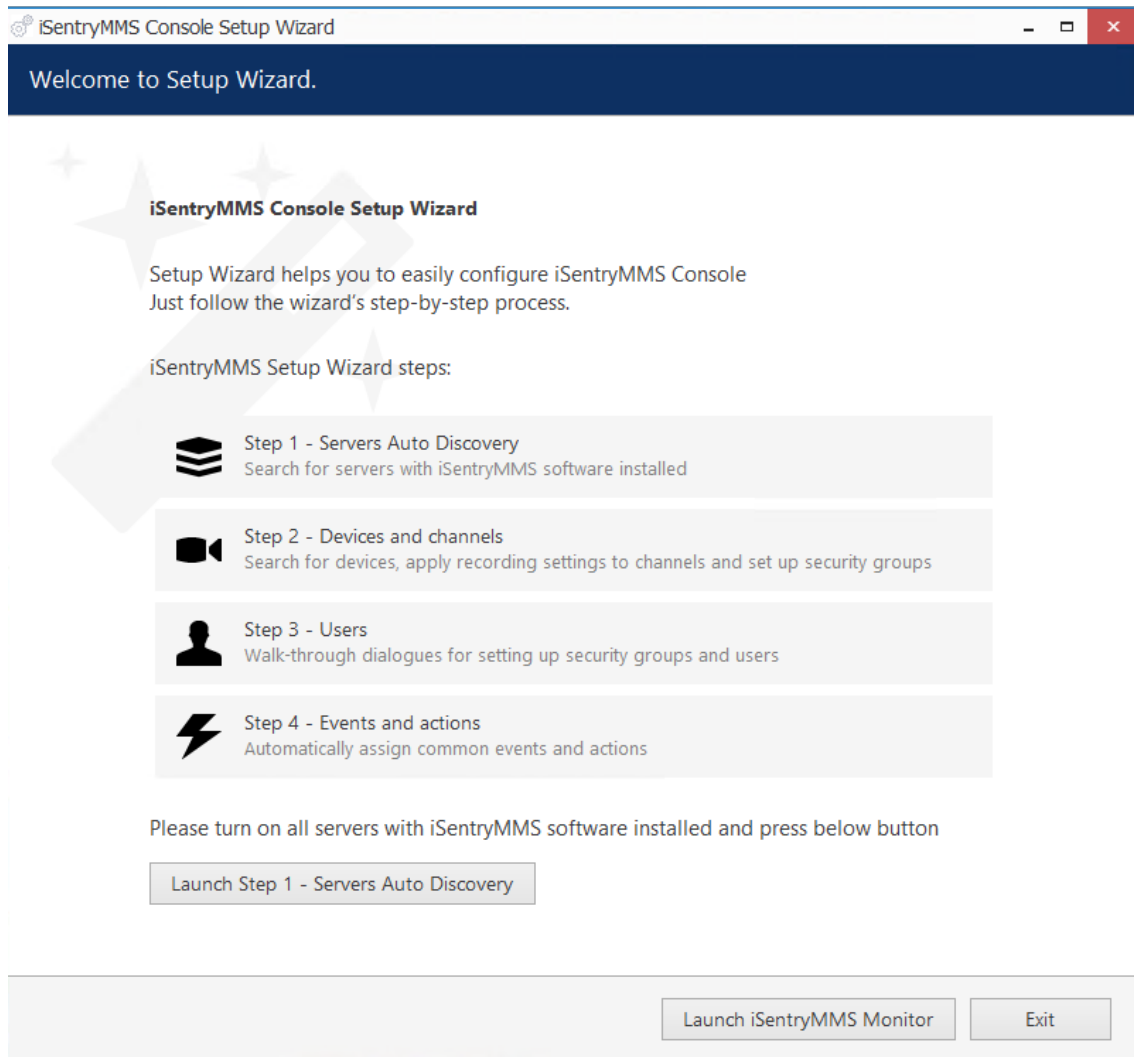 iSentryMMS Console Setup Wizard
Welcome to Setup Wizard.
iSentryMMS Console Setup Wizard
Setup Wizard helps you to easily configure iSentryMMS Console
Just follow the wizard's step-by-step process.
iSentryMMS Setup Wizard steps:
Step 1 - Servers Auto Discovery
Search for servers with iSentryMMS software installed
Step 2 - Devices and channels
Search for devices, apply recording settings to channels and set up security groups
Step 3 - Users
Walk-through dialogues for setting up security groups and users
Step 4 - Events and actions
Automatically assign common events and actions
Please turn on all servers with iSentryMMS software installed and press below button
Launch Step 1 - Servers Auto Discovery
Launch iSentryMMS Monitor
Exit